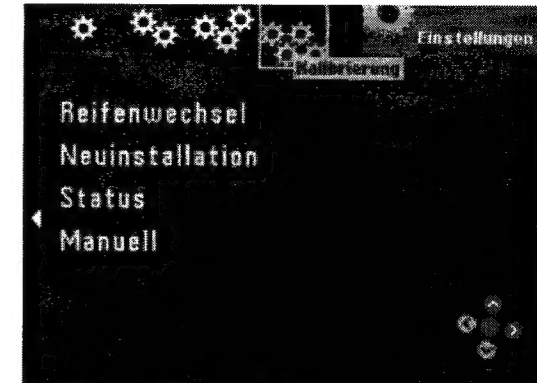 Einstellungen
Kalibrierung
Reifenwechsel
Neuinstallation
Status
Manuell